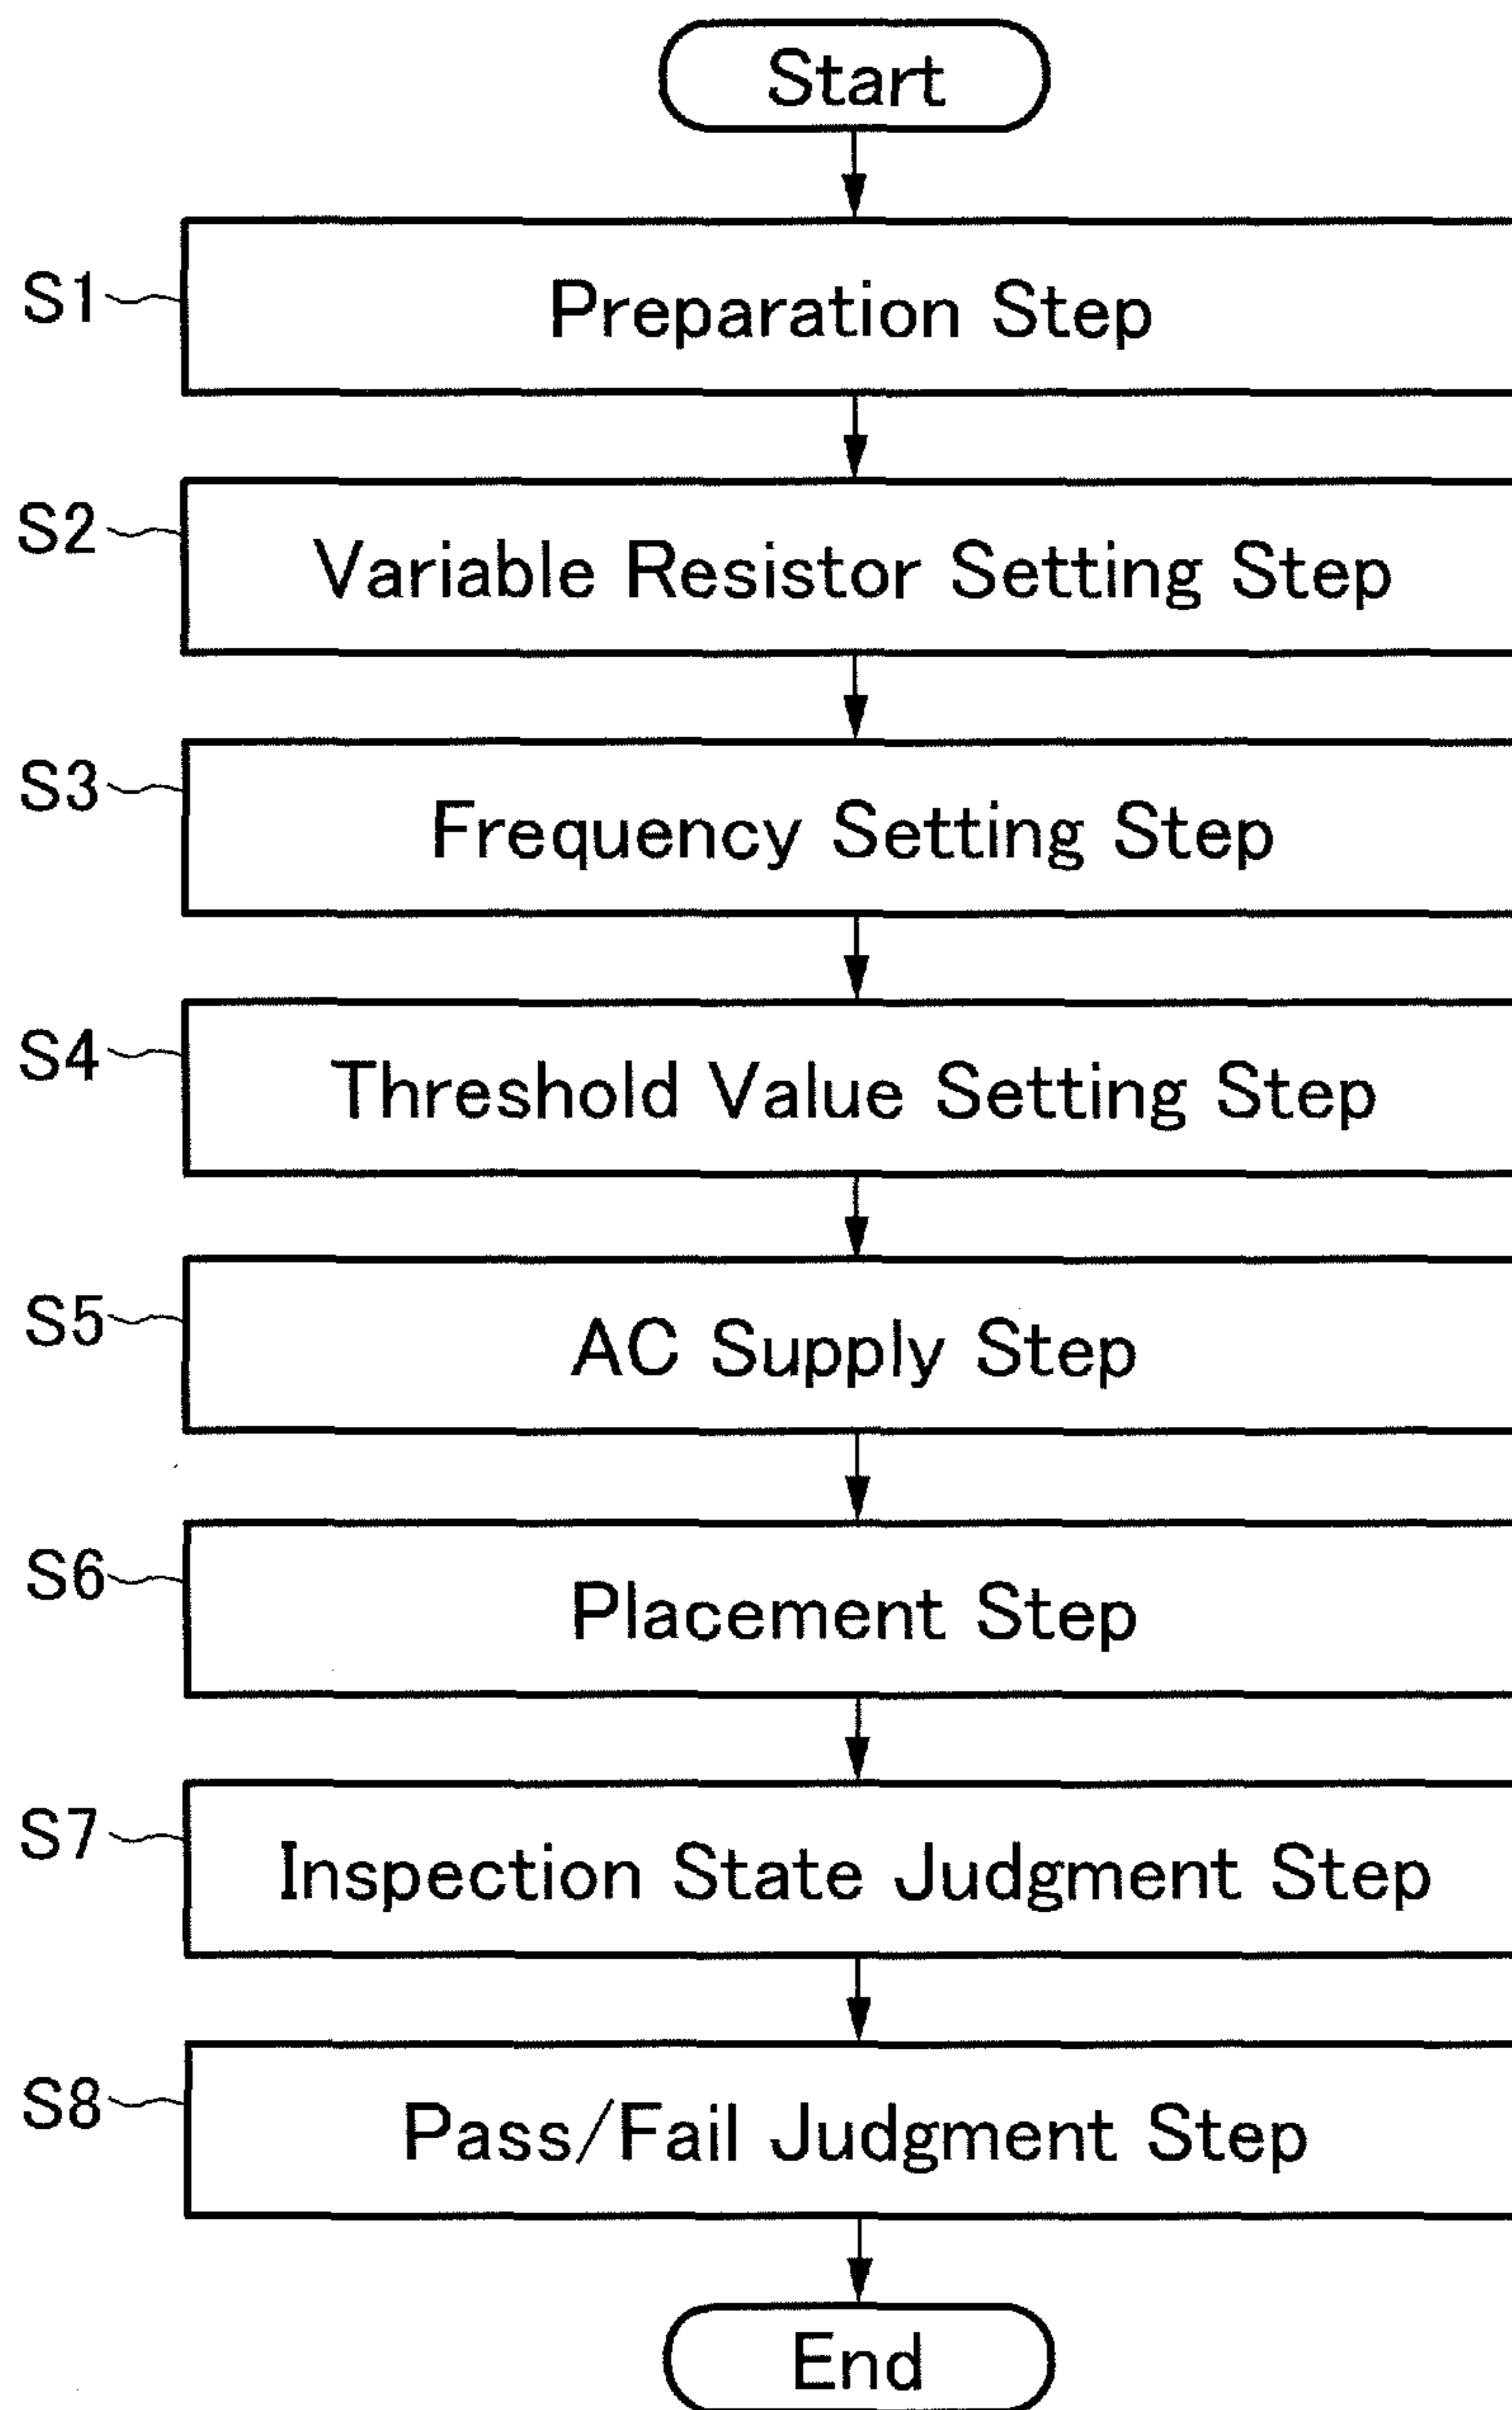 Start
S1 Preparation Step
S2 Variable Resistor Setting Step
S3 Frequency Setting Step
S4 Threshold Value Setting Step
S5 AC Supply Step
S6 Placement Step
S7 Inspection State Judgment Step
S8 Pass/Fail Judgment Step
End